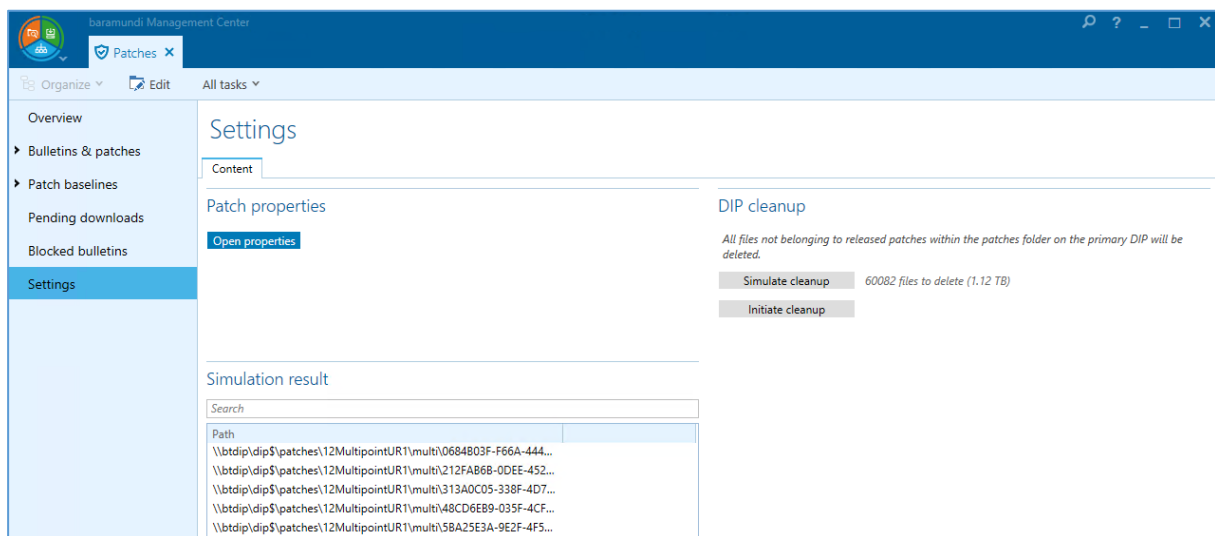 baramundi Management Center
Patches
Organize
Edit
All tasks
Overview
Bulletins & patches
Patch baselines
Pending downloads
Blocked bulletins
Settings
Settings
Content
Patch properties
Open properties
DIP cleanup
All files not belonging to released patches within the patches folder on the primary DIP will be
deleted.
Simulate cleanup
60082 files to delete (1.12 TB)
Initiate cleanup
Simulation result
Search
Path
\\btdip\dip$\patches\12MultipointUR1\multi\0684B03F-F66A-444...
\\btdip\dip$\patches\12MultipointUR1\multi\212FAB6B-0DEE-452...
\\btdip\dip$\patches\12MultipointUR1\multi\313A0C05-338F-4D7...
\\btdip\dip$\patches\12MultipointUR1\multi\48CD6EB9-035F-4CF...
\\btdip\dip$\patches\12MultipointUR1\multi\5BA25E3A-9E2F-4F5...